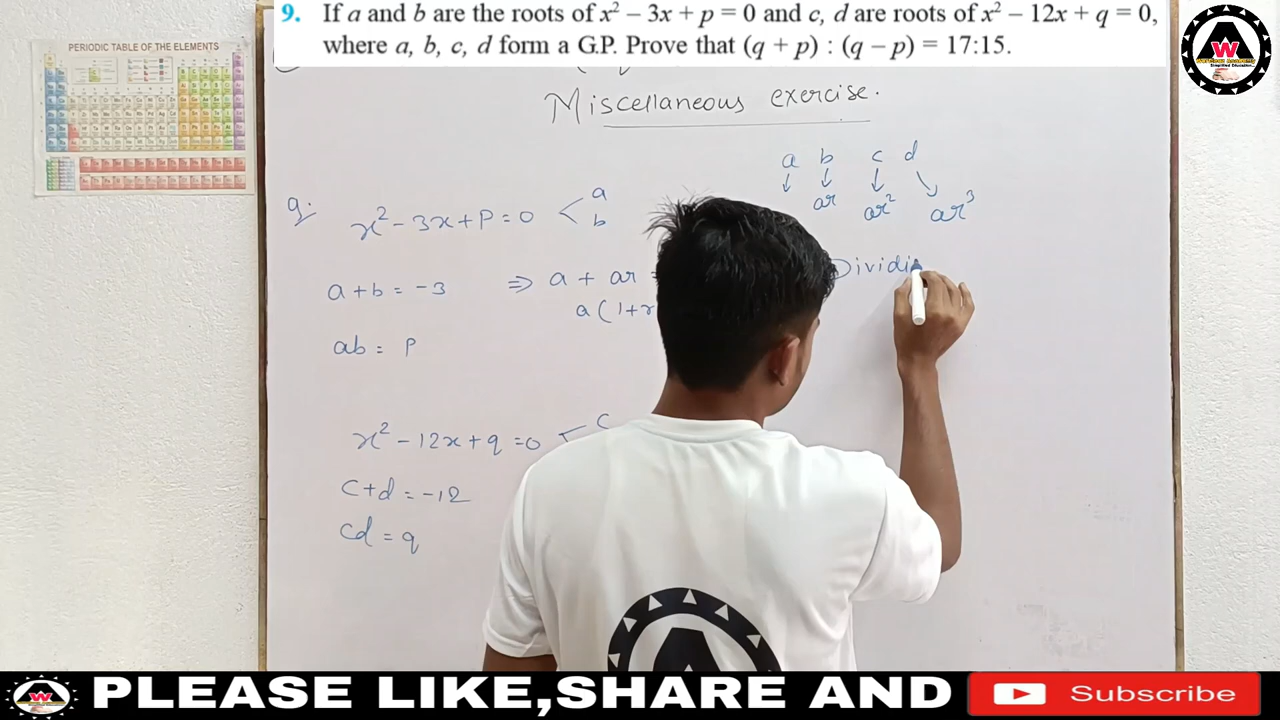 9. If a and b are the roots of x² – 3x + p = 0 and c, d are roots of x² – 12x + q = 0,
where a, b, c, d form a G.P. Prove that (q + p) : (q – p) = 17:15.
PERIODIC TABLE OF THE ELEMENTS
Miscellaneous exercise.
a b c d
ar ar² ar³
9.
x² - 3x + P = 0 < a
b
a + b = -3 ⇒ a + ar
Dividi
a(1+r
ab = P
x² - 12x + q = 0 < c
c + d = -12
cd = q
W
A
PLEASE LIKE,SHARE AND Subscribe